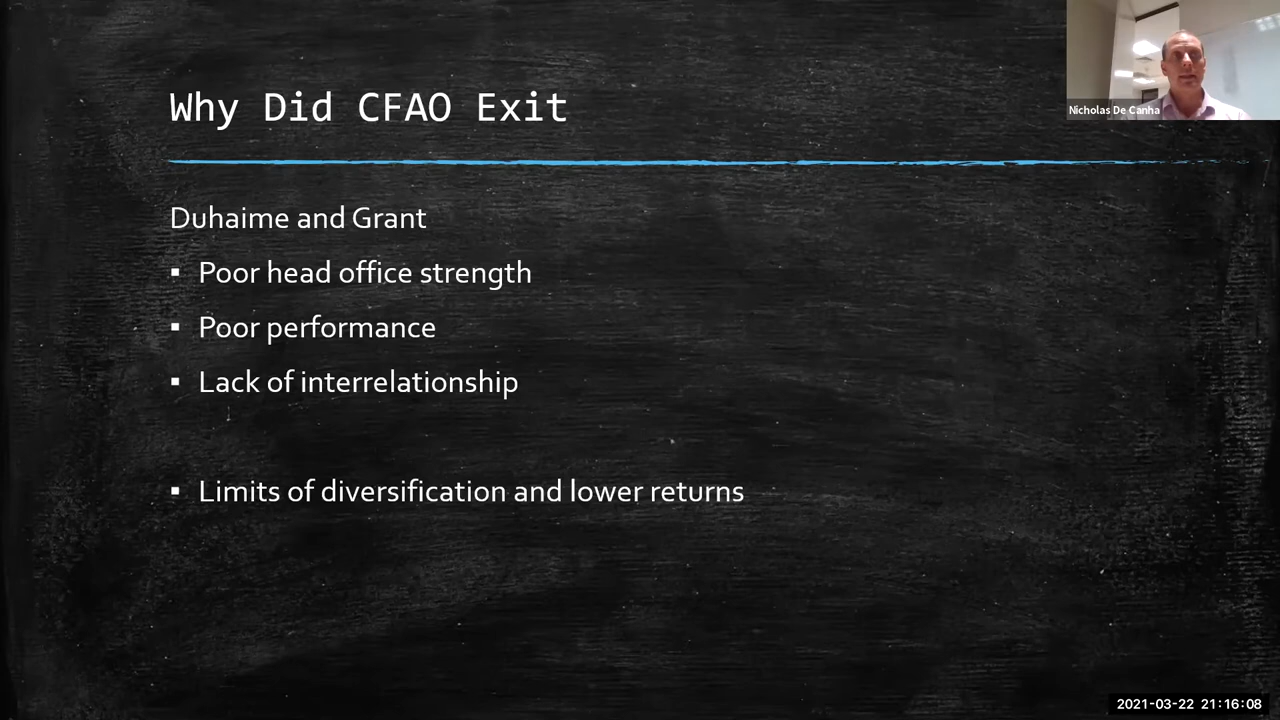 Why Did CFAO Exit
Nicholas De Canha
Duhaime and Grant
▪ Poor head office strength
▪ Poor performance
▪ Lack of interrelationship
▪ Limits of diversification and lower returns
2021-03-22 21:16:08